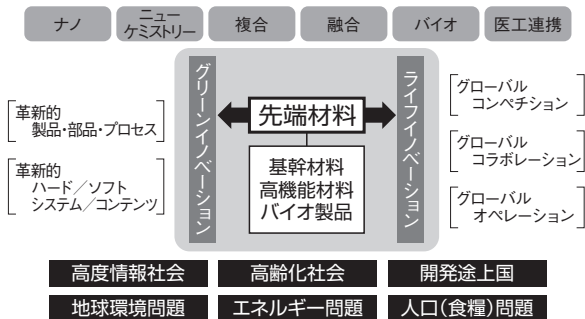 ナノ
ニュー
ケミストリー
複合
融合
バイオ
医工連携
グリーンイノベーション
先端材料
基幹材料
高機能材料
バイオ製品
ライフイノベーション
革新的
製品・部品・プロセス
革新的
ハード／ソフト
システム／コンテンツ
グローバル
コンペチション
グローバル
コラボレーション
グローバル
オペレーション
高度情報社会
高齢化社会
開発途上国
地球環境問題
エネルギー問題
人口（食糧）問題